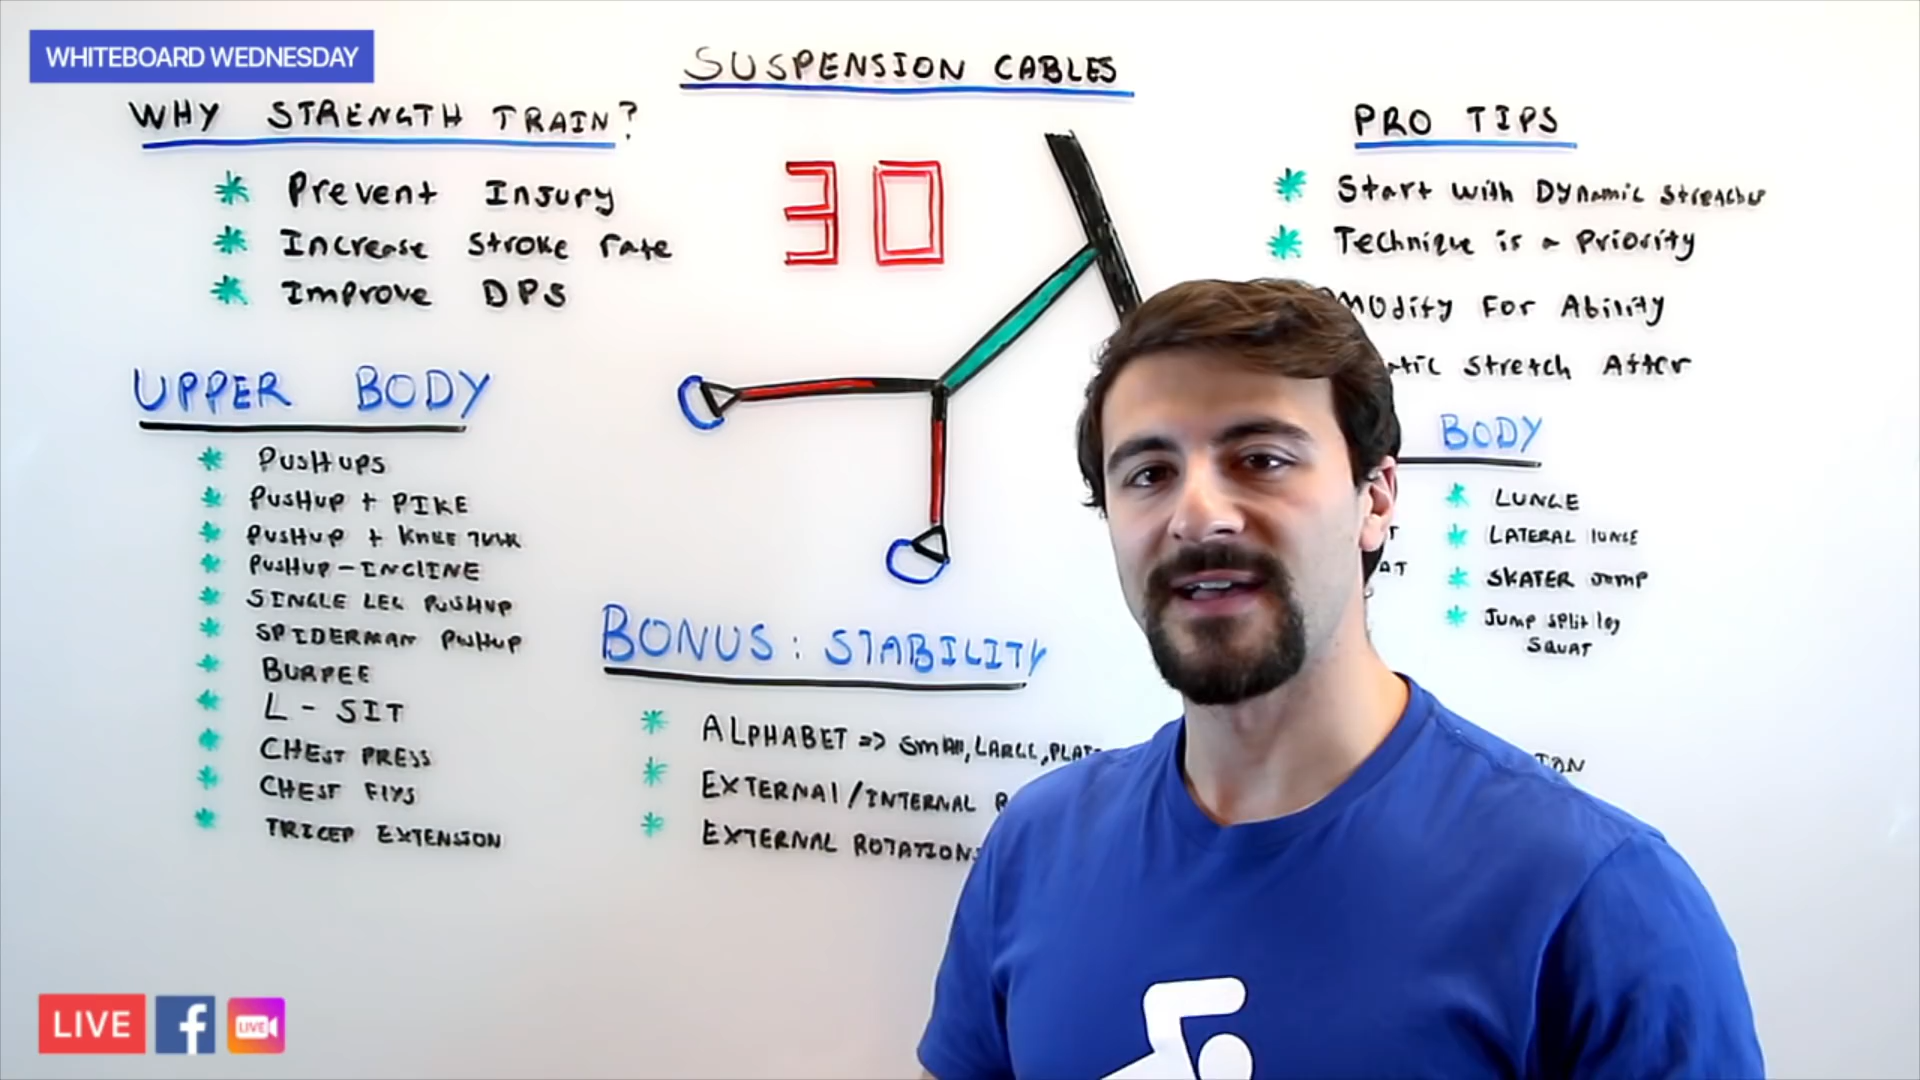 WHITEBOARD WEDNESDAY
SUSPENSION CABLES
WHY STRENGTH TRAIN?
Prevent Injury
Increase Stroke rate
Improve DPS
30
PRO TIPS
Start with Dynamic Stretches
Technique is a Priority
Modify For Ability
Stretch After
UPPER BODY
PUSHUPS
PUSHUP + PIKE
PUSHUP + KNEE TUCK
PUSHUP - INCLINE
SINGLE LEG PUSHUP
SPIDERMAN PUSHUP
BURPEE
L - SIT
CHEST PRESS
CHEST FLYS
TRICEP EXTENSION
BONUS: STABILITY
ALPHABET => Small, LARGE,
EXTERNAL/INTERNAL
EXTERNAL ROTATIONS
BODY
LUNGE
LATERAL lUNGE
SKATER Jump
Jump split leg
SQUAT
LIVE
f
LIVE